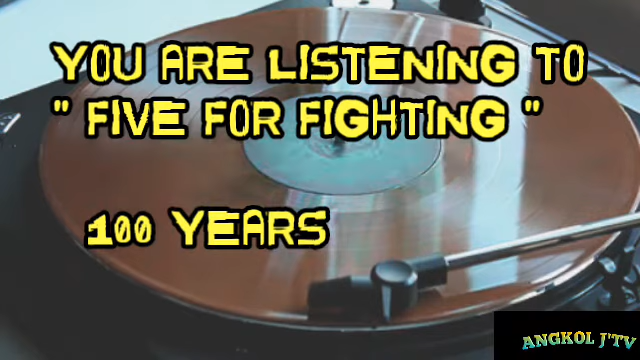 YOU ARE LISTENING TO
" FIVE FOR FIGHTING "
100 YEARS
ANGKOL J'TV